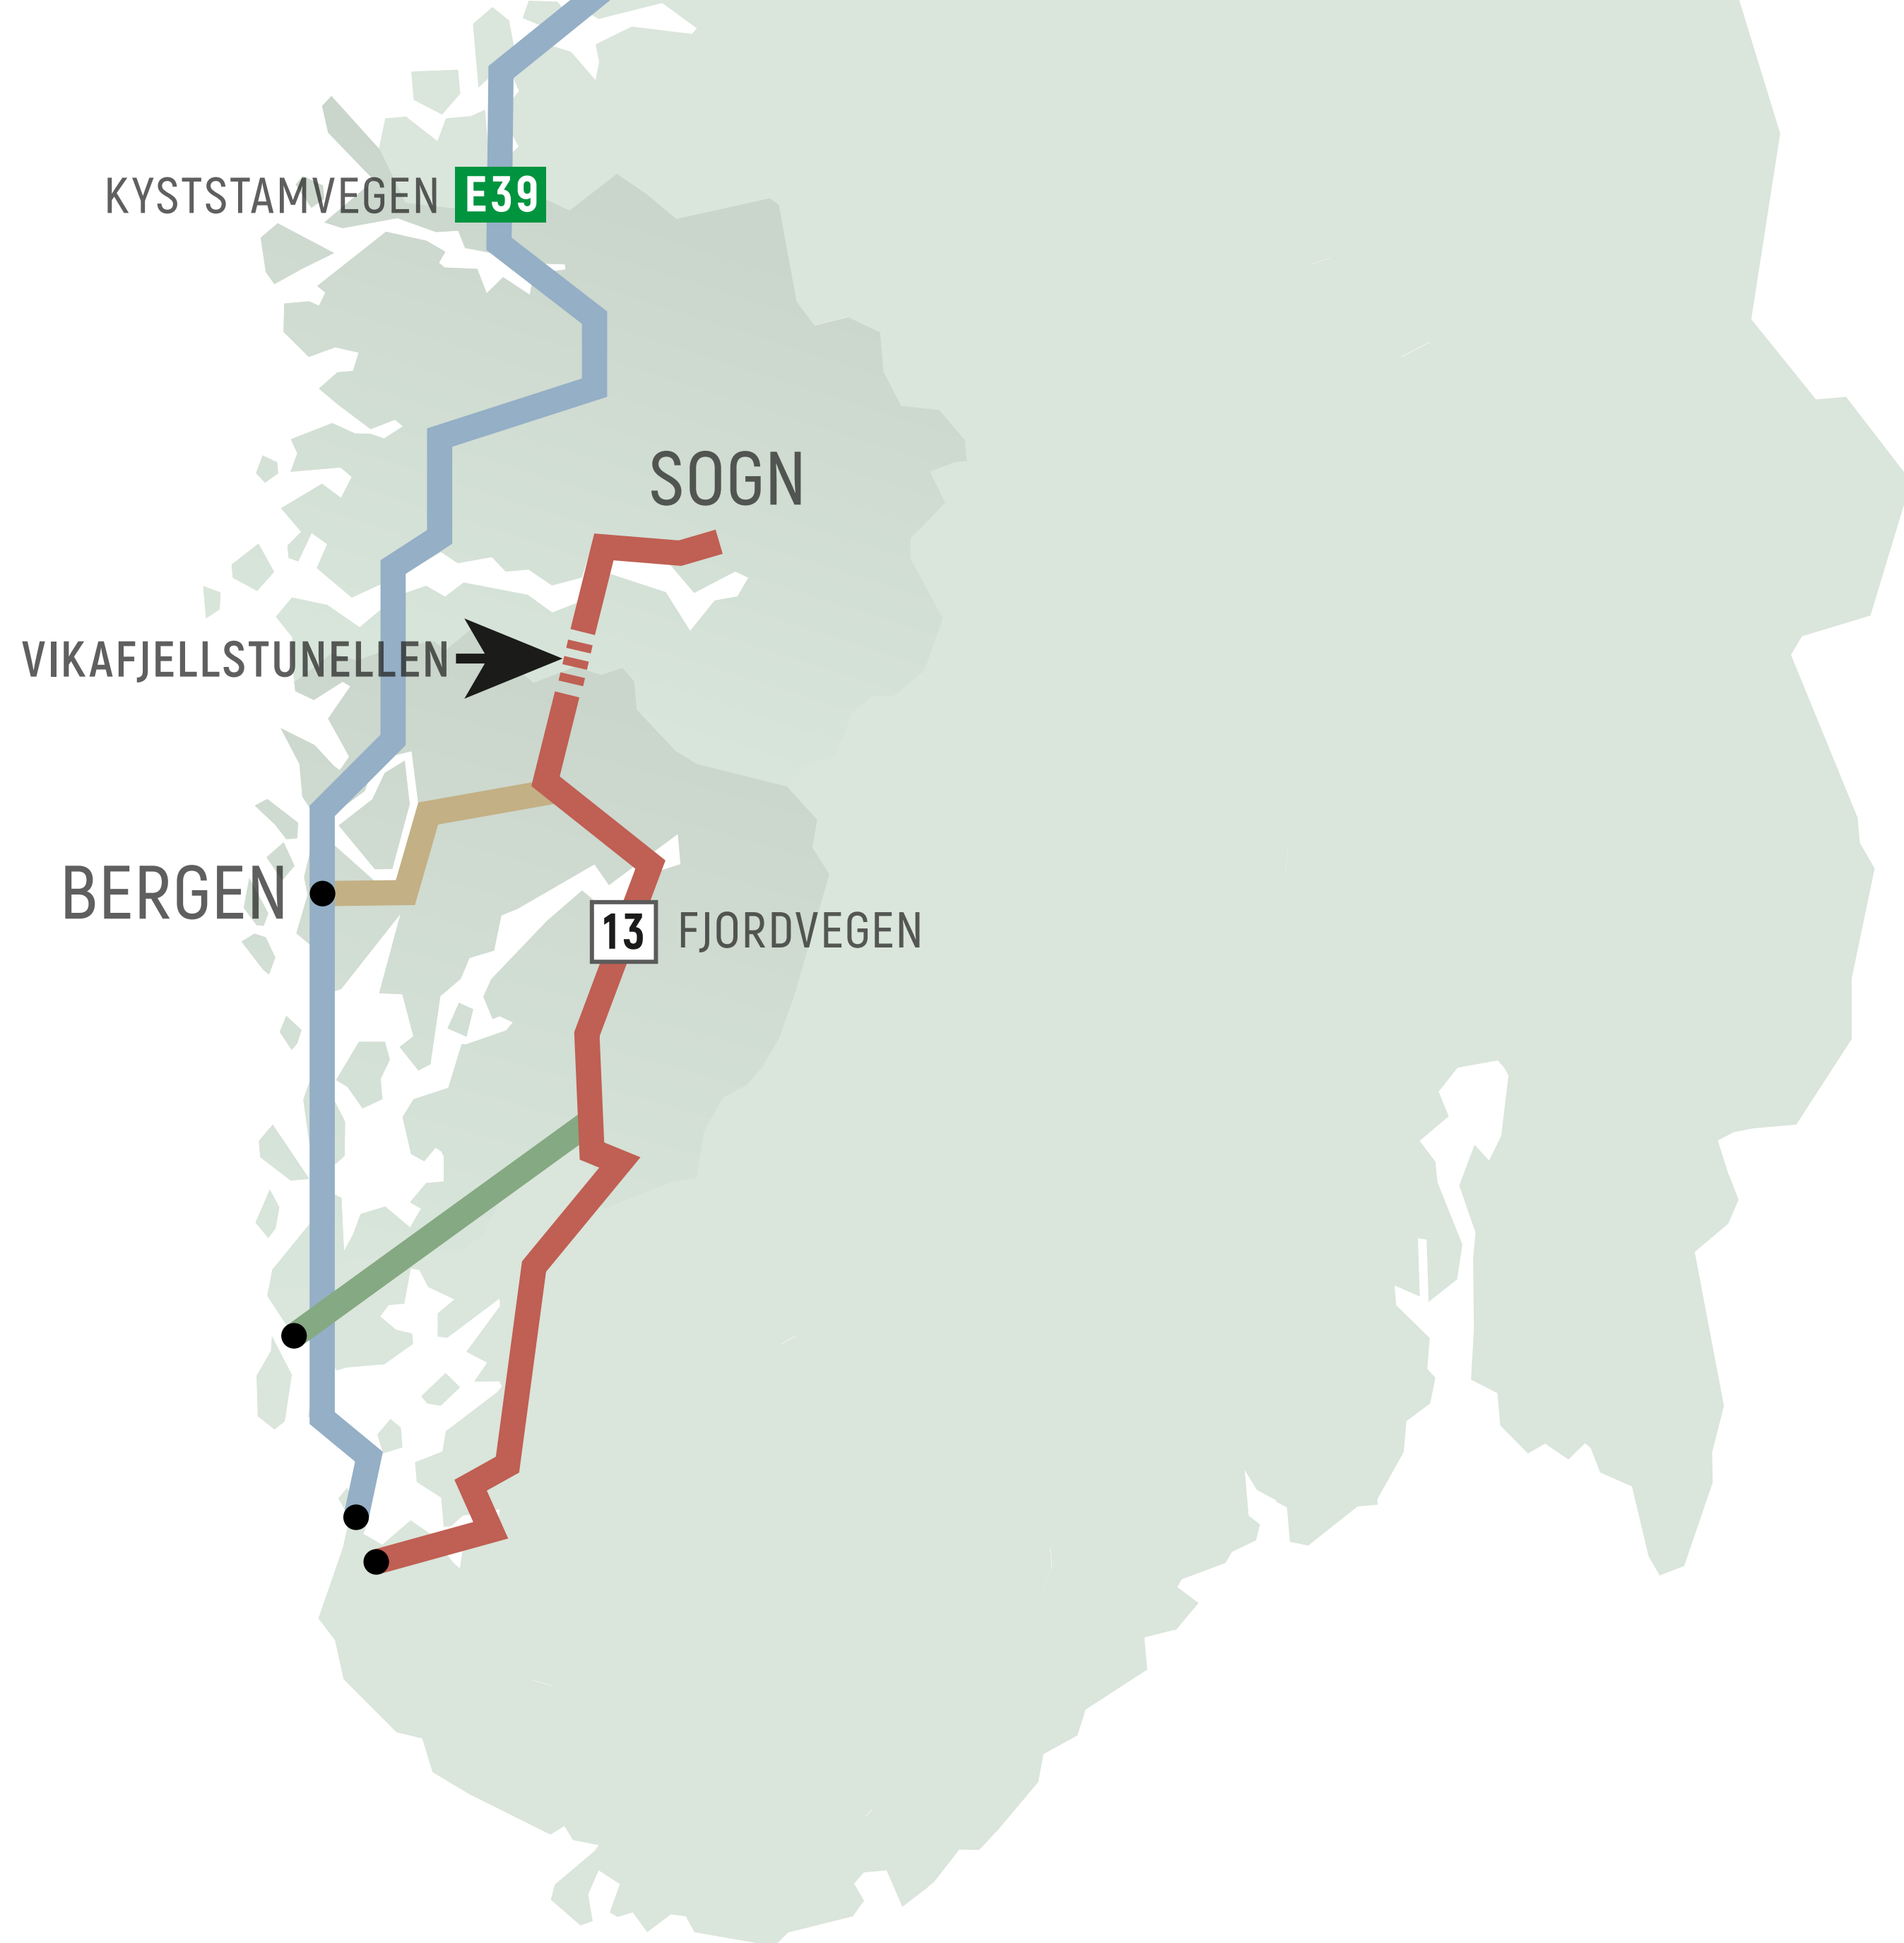 KYSTSTAMVEGEN
E39
SOGN
VIKAFJELLSTUNELLEN
BERGEN
13
FJORDVEGEN